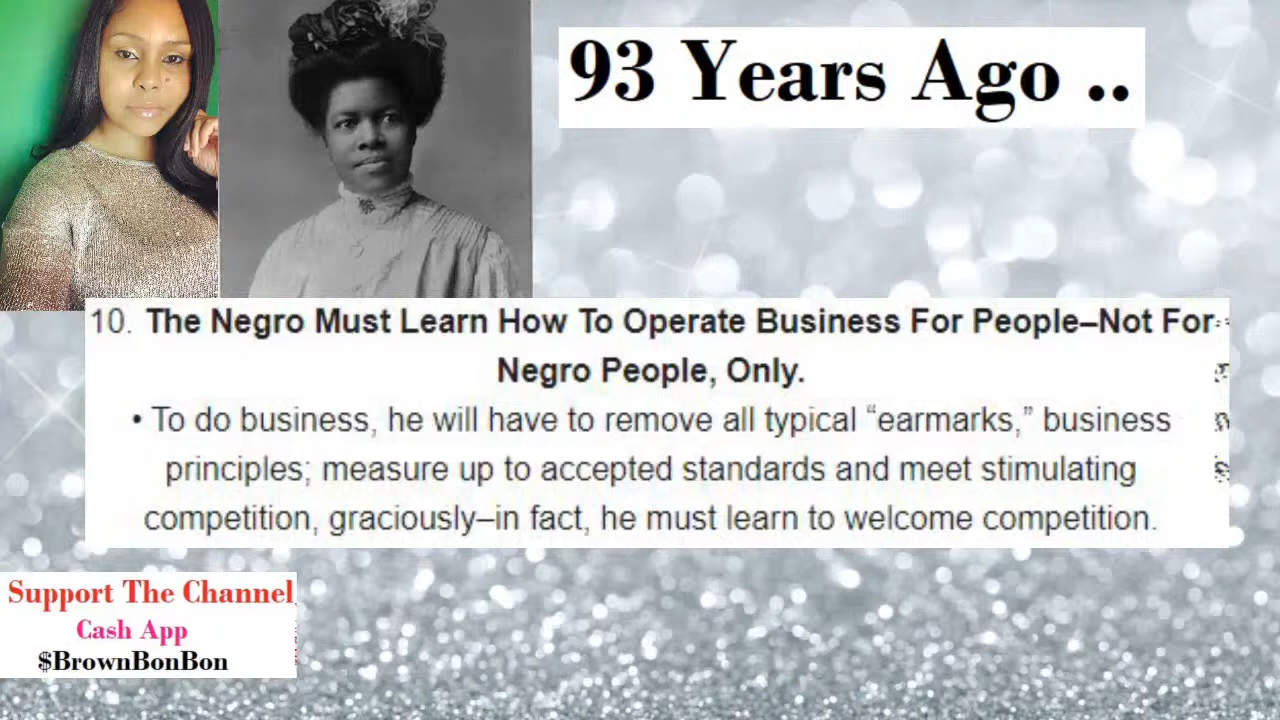 93 Years Ago ..
10. The Negro Must Learn How To Operate Business For People–Not For
Negro People, Only.
• To do business, he will have to remove all typical “earmarks,” business
principles; measure up to accepted standards and meet stimulating
competition, graciously–in fact, he must learn to welcome competition.
Support The Channel
Cash App
$BrownBonBon